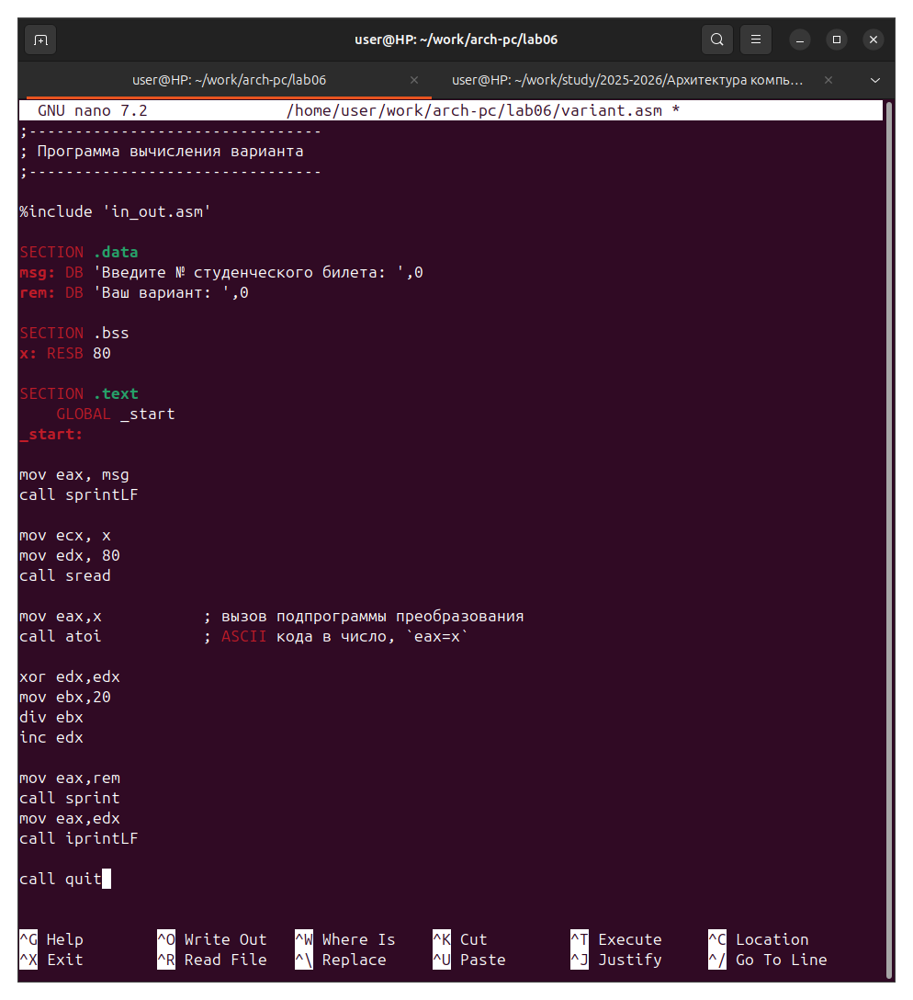 user@HP: ~/work/arch-pc/lab06
user@HP: ~/work/arch-pc/lab06 × user@HP: ~/work/study/2025-2026/Архитектура компь… ×
GNU nano 7.2 /home/user/work/arch-pc/lab06/variant.asm *
;--------------------------------
; Программа вычисления варианта
;--------------------------------
%include 'in_out.asm'
SECTION .data
msg: DB 'Введите № студенческого билета: ',0
rem: DB 'Ваш вариант: ',0
SECTION .bss
x: RESB 80
SECTION .text
GLOBAL _start
_start:
mov eax, msg
call sprintLF
mov ecx, x
mov edx, 80
call sread
mov eax,x ; вызов подпрограммы преобразования
call atoi ; ASCII кода в число, `eax=x`
xor edx,edx
mov ebx,20
div ebx
inc edx
mov eax,rem
call sprint
mov eax,edx
call iprintLF
call quit
^G Help ^O Write Out ^W Where Is ^K Cut ^T Execute ^C Location
^X Exit ^R Read File ^\ Replace ^U Paste ^J Justify ^/ Go To Line